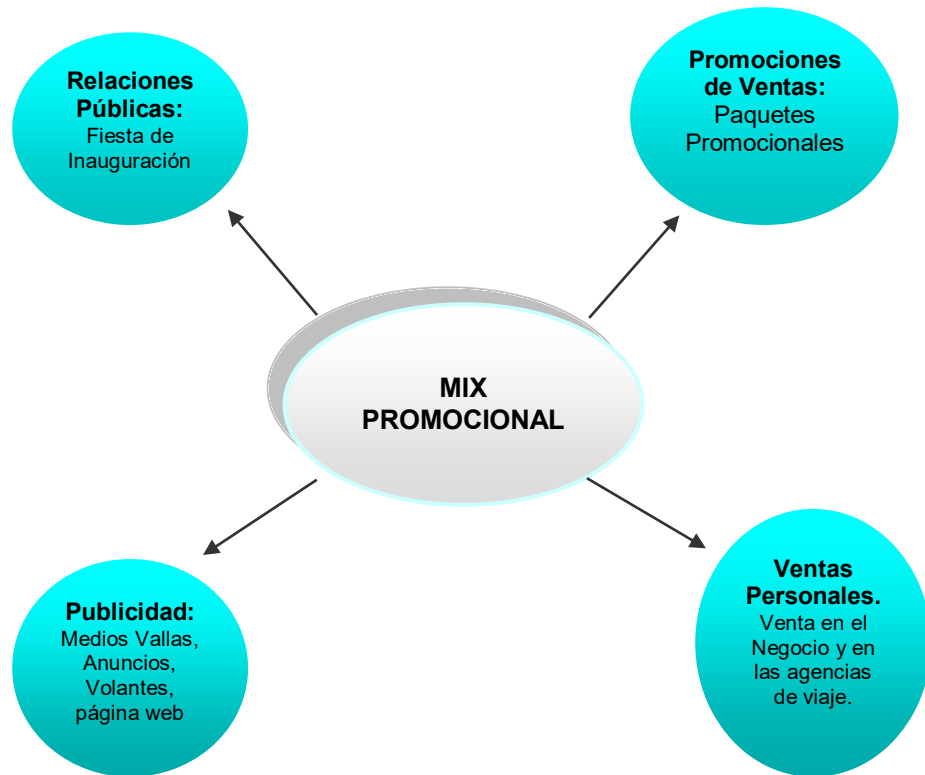 Relaciones
Públicas:
Fiesta de
Inauguración
Promociones
de Ventas:
Paquetes
Promocionales
MIX
PROMOCIONAL
Publicidad:
Medios Vallas,
Anuncios,
Volantes,
página web
Ventas
Personales.
Venta en el
Negocio y en
las agencias
de viaje.